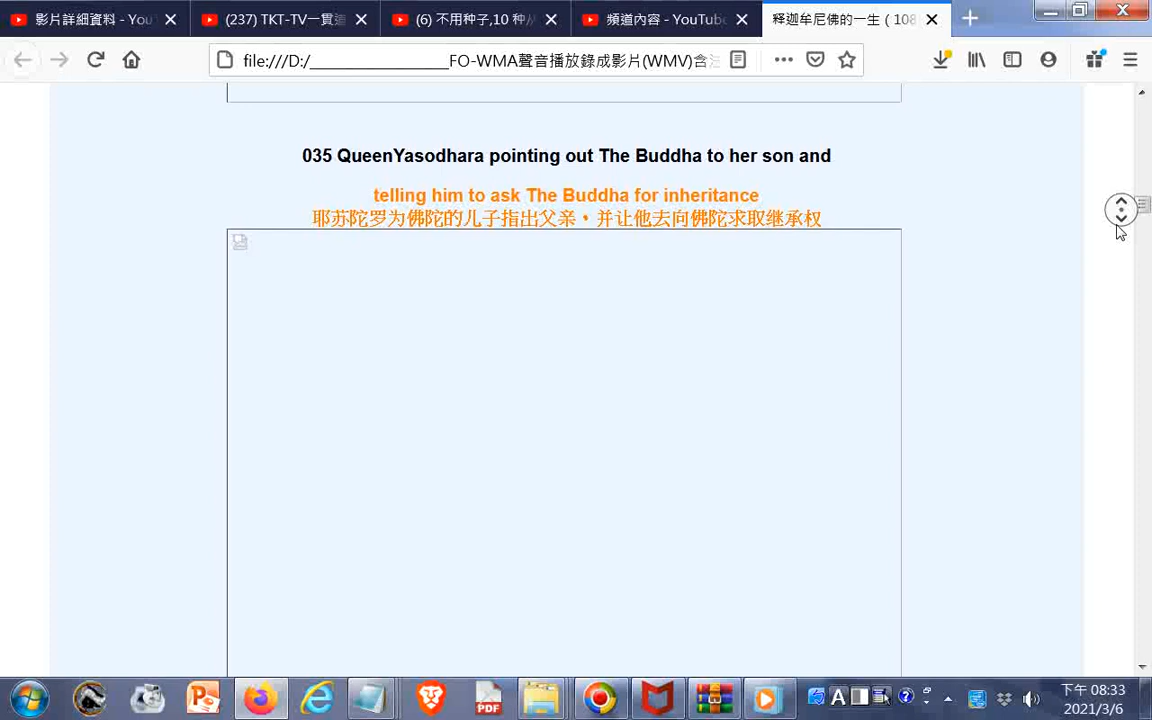 影片詳細資料 - You
(237) TKT-TV一貫道
(6) 不用种子,10 种
頻道內容 - YouTube
释迦牟尼佛的一生 ( 108
file:///D:/____________________FO-WMA聲音播放錄成影片(WMV)含
035 QueenYasodhara pointing out The Buddha to her son and
telling him to ask The Buddha for inheritance
耶苏陀罗为佛陀的儿子指出父亲，并让他去向佛陀求取继承权
PDF
A
下午 08:33
2021/3/6